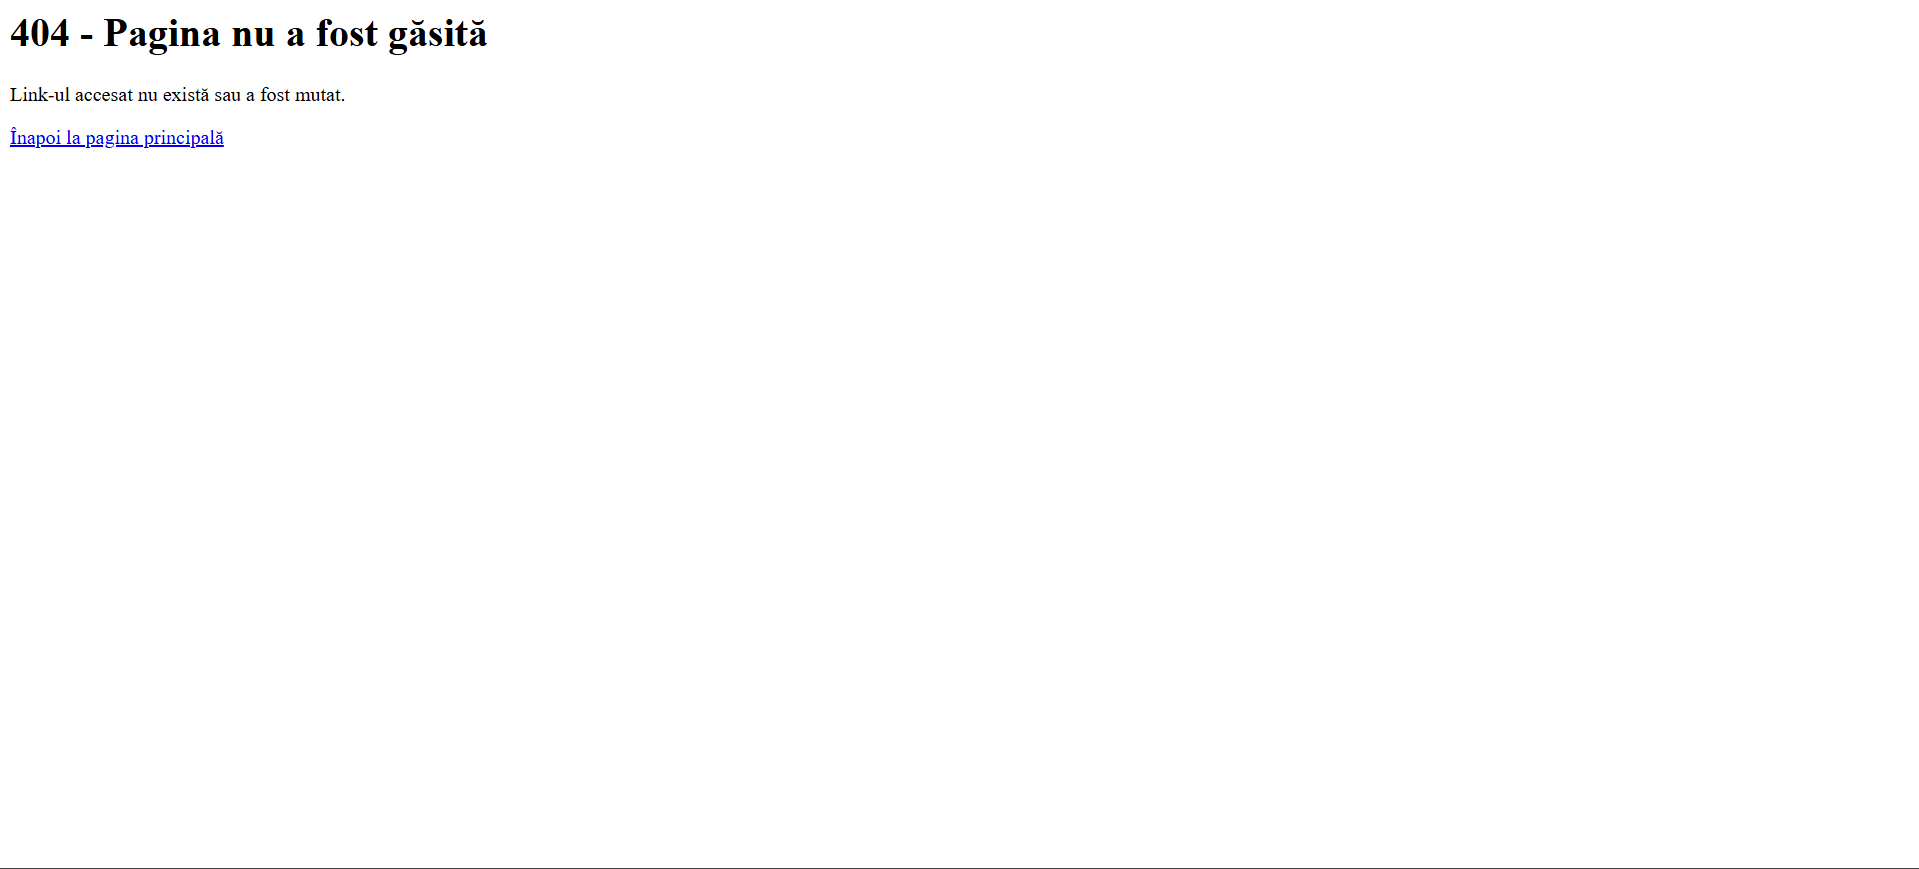 404 - Pagina nu a fost găsită
Link-ul accesat nu există sau a fost mutat.
Înapoi la pagina principală